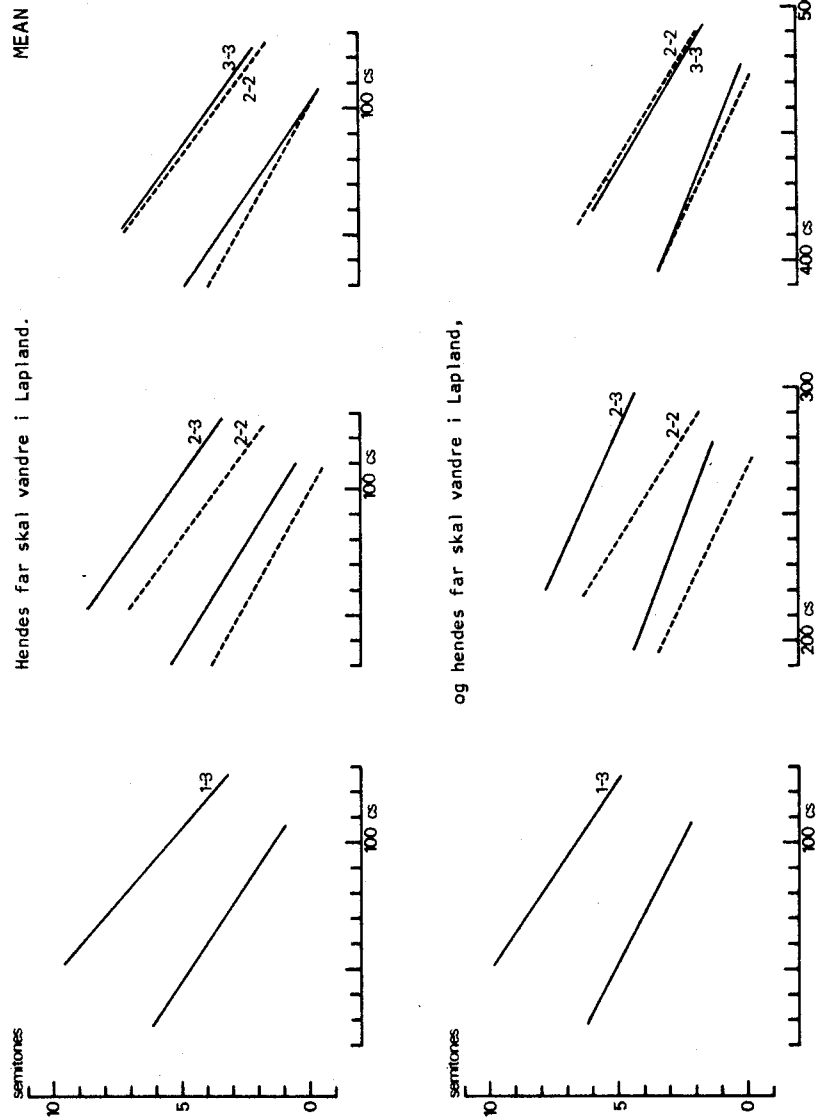 MEAN
Hendes far skal vandre i Lapland.
semitones
10
5
0
1-3
100 cs
2-3
2-2
100 cs
3-3
2-2
100 cs
og hendes far skal vandre i Lapland,
semitones
10
5
0
1-3
100 cs
2-3
2-2
200 cs
300
2-2
3-3
400 cs